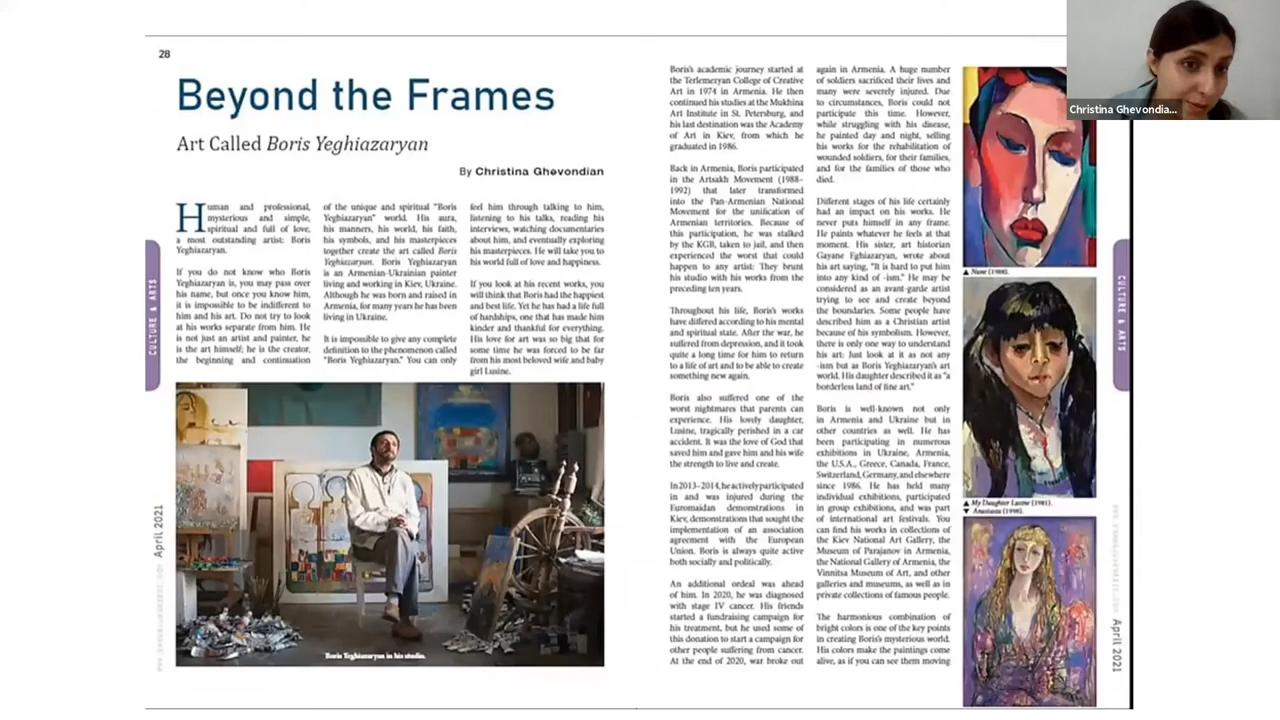 28
Beyond the Frames
Art Called Boris Yeghiazaryan
By Christina Ghevondian
Human and professional,
mysterious and simple,
spiritual and full of love,
a most outstanding artist: Boris
Yeghiazaryan.
If you do not know who Boris
Yeghiazaryan is, you may pass over
his name, but once you know him,
it is impossible to be indifferent to
him and his art. Do not try to look
at his works separate from him. He
is not just an artist and painter, he
is the art himself; he is the creator,
the beginning and continuation
of the unique and spiritual "Boris
Yeghiazaryan" world. His aura,
his manners, his world, his faith,
his symbols, and his masterpieces
together create the art called Boris
Yeghiazaryan. Boris Yeghiazaryan
is an Armenian-Ukrainian painter
living and working in Kiev, Ukraine.
Although he was born and raised in
Armenia, for many years he has been
living in Ukraine.
It is impossible to give any complete
definition to the phenomenon called
"Boris Yeghiazaryan." You can only
feel him through talking to him,
listening to his talks, reading his
interviews, watching documentaries
about him, and eventually exploring
his masterpieces. He will take you to
his world full of love and happiness.
If you look at his recent works, you
will think that Boris had the happiest
and best life. Yet he has had a life full
of hardships, one that has made him
kinder and thankful for everything.
His love for art was so big that for
some time he was forced to be far
from his most beloved wife and baby
girl Lusine.
Boris Yeghiazaryan in his studio.
CULTURE & ARTS
April 2021
Boris's academic journey started at
the Terlemezyan College of Creative
Art in 1974 in Armenia. He then
continued his studies at the Mukhina
Art Institute in St. Petersburg, and
his last destination was the Academy
of Art in Kiev, from which he
graduated in 1986.
Back in Armenia, Boris participated
in the Artsakh Movement (1988–
1992) that later transformed
into the Pan-Armenian National
Movement for the unification of
Armenian territories. Because of
this participation, he was stalked
by the KGB, taken to jail, and then
experienced the worst that could
happen to any artist: They brunt
his studio with his works from the
preceding ten years.
Throughout his life, Boris's works
have differed according to his mental
and spiritual state. After the war, he
suffered from depression, and it took
quite a long time for him to return
to a life of art and to be able to create
something new again.
Boris also suffered one of the
worst nightmares that parents can
experience. His lovely daughter,
Lusine, tragically perished in a car
accident. It was the love of God that
saved him and gave him and his wife
the strength to live and create.
In 2013–2014, he actively participated
in and was injured during the
Euromaidan demonstrations in
Kiev, demonstrations that sought the
implementation of an association
agreement with the European
Union. Boris is always quite active
both socially and politically.
An additional ordeal was ahead
of him. In 2020, he was diagnosed
with stage IV cancer. His friends
started a fundraising campaign for
his treatment, but he used some of
this donation to start a campaign for
other people suffering from cancer.
At the end of 2020, war broke out
again in Armenia. A huge number
of soldiers sacrificed their lives and
many were severely injured. Due
to circumstances, Boris could not
participate this time. However,
while struggling with his disease,
he painted day and night, selling
his works for the rehabilitation of
wounded soldiers, for their families,
and for the families of those who
died.
Different stages of his life certainly
had an impact on his works. He
never puts himself in any frame.
He paints whatever he feels at that
moment. His sister, art historian
Gayane Eghiazaryan, wrote about
his art saying, "It is hard to put him
into any kind of -ism." He may be
considered as an avant-garde artist
trying to see and create beyond
the boundaries. Some people have
described him as a Christian artist
because of his symbolism. However,
there is only one way to understand
his art: Just look at it as not any
-ism but as Boris Yeghiazaryan's art
world. His daughter described it as "a
borderless land of fine art."
Boris is well-known not only
in Armenia and Ukraine but in
other countries as well. He has
been participating in numerous
exhibitions in Ukraine, Armenia,
the U.S.A., Greece, Canada, France,
Switzerland, Germany, and elsewhere
since 1986. He has held many
individual exhibitions, participated
in group exhibitions, and was part
of international art festivals. You
can find his works in collections of
the Kiev National Art Gallery, the
Museum of Parajanov in Armenia,
the National Gallery of Armenia, the
Vinnitsa Museum of Art, and other
galleries and museums, as well as in
private collections of famous people.
The harmonious combination of
bright colors is one of the key points
in creating Boris's mysterious world.
His colors make the paintings come
alive, as if you can see them moving
▲ Nune (1988).
▲ My Daughter Lusine (1981).
▼ Anastasia (1998).
CULTURE & ARTS
April 2021
Christina Ghevondia...